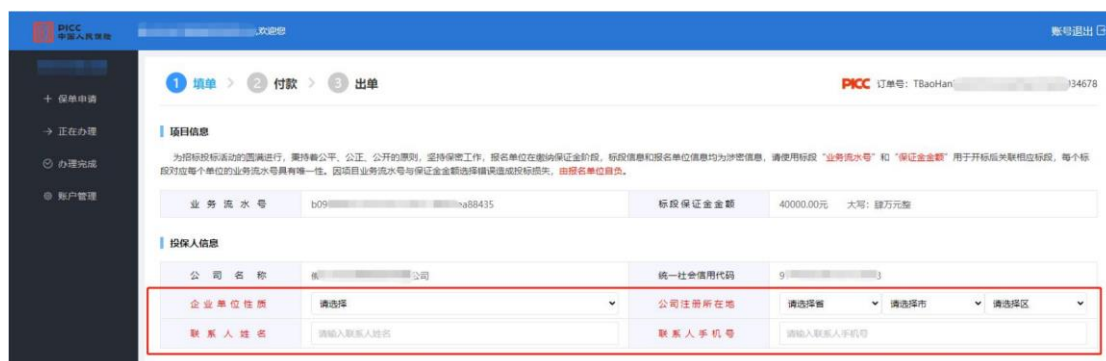 PICC
中国人民保险
,欢迎您
账号退出
1 填单 > 2 付款 > 3 出单
PICC 订单号：TBaoHan 34678
+ 保单申请
→ 正在办理
办理完成
账户管理
项目信息
为招标投标活动的圆满进行，秉持着公平、公正、公开的原则，坚持保密工作，报名单位在缴纳保证金阶段，标段信息和报名单位信息均为涉密信息，请使用标段“业务流水号”和“保证金金额”用于开标后关联相应标段，每个标
段对应每个单位的业务流水号具有唯一性。因项目业务流水号与保证金金额选择错误造成投标损失，由报名单位自负。
业务流水号 b09 a88435 标段保证金金额 40000.00元 大写：肆万元整
投保人信息
公司名称 公司 统一社会信用代码 9 3
企业单位性质 请选择 公司注册所在地 请选择省 请选择市 请选择区
联系人姓名 请输入联系人姓名 联系人手机号 请输入联系人手机号